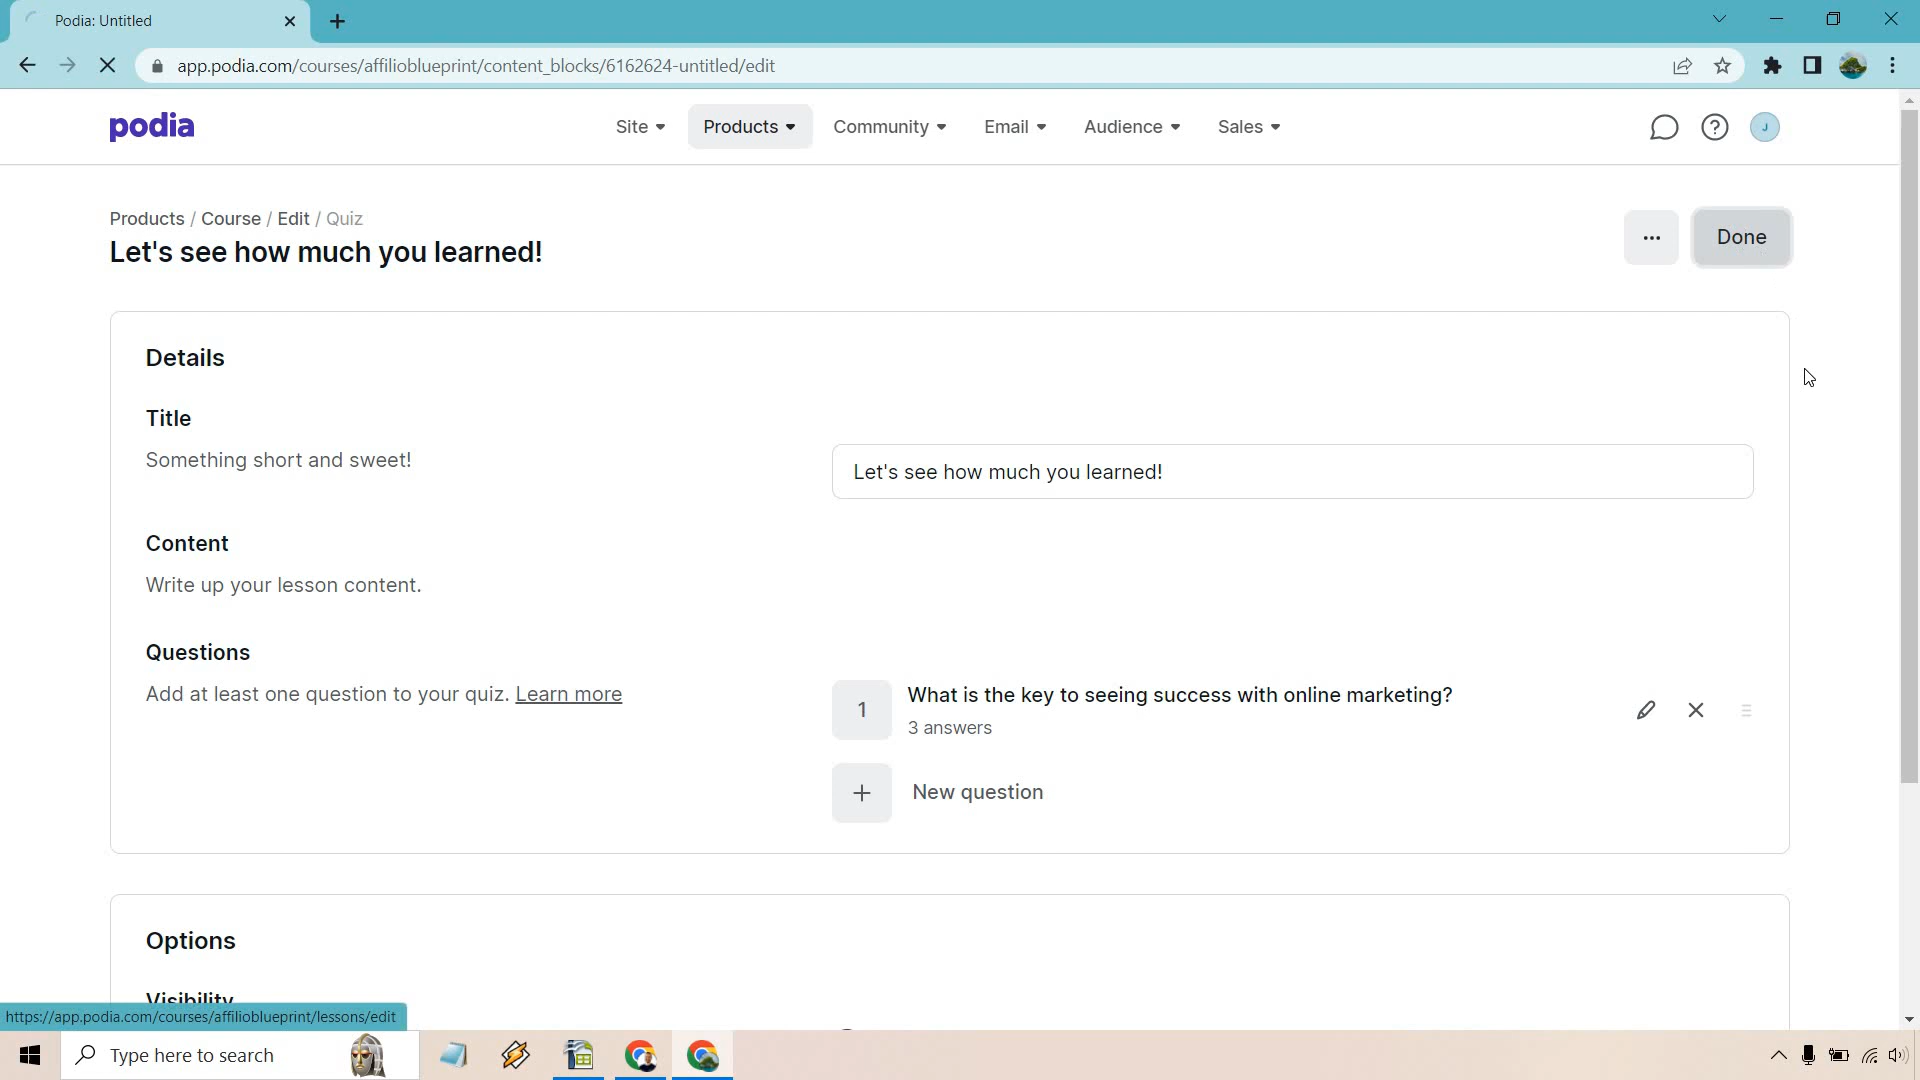 Podia: Untitled
app.podia.com/courses/affilioblueprint/content_blocks/6162624-untitled/edit
podia
Site
Products
Community
Email
Audience
Sales
J
Products / Course / Edit / Quiz
Let's see how much you learned!
Done
Details
Title
Something short and sweet!
Let's see how much you learned!
Content
Write up your lesson content.
Questions
Add at least one question to your quiz. Learn more
1
What is the key to seeing success with online marketing?
3 answers
New question
Options
Visibility
https://app.podia.com/courses/affilioblueprint/lessons/edit
Type here to search